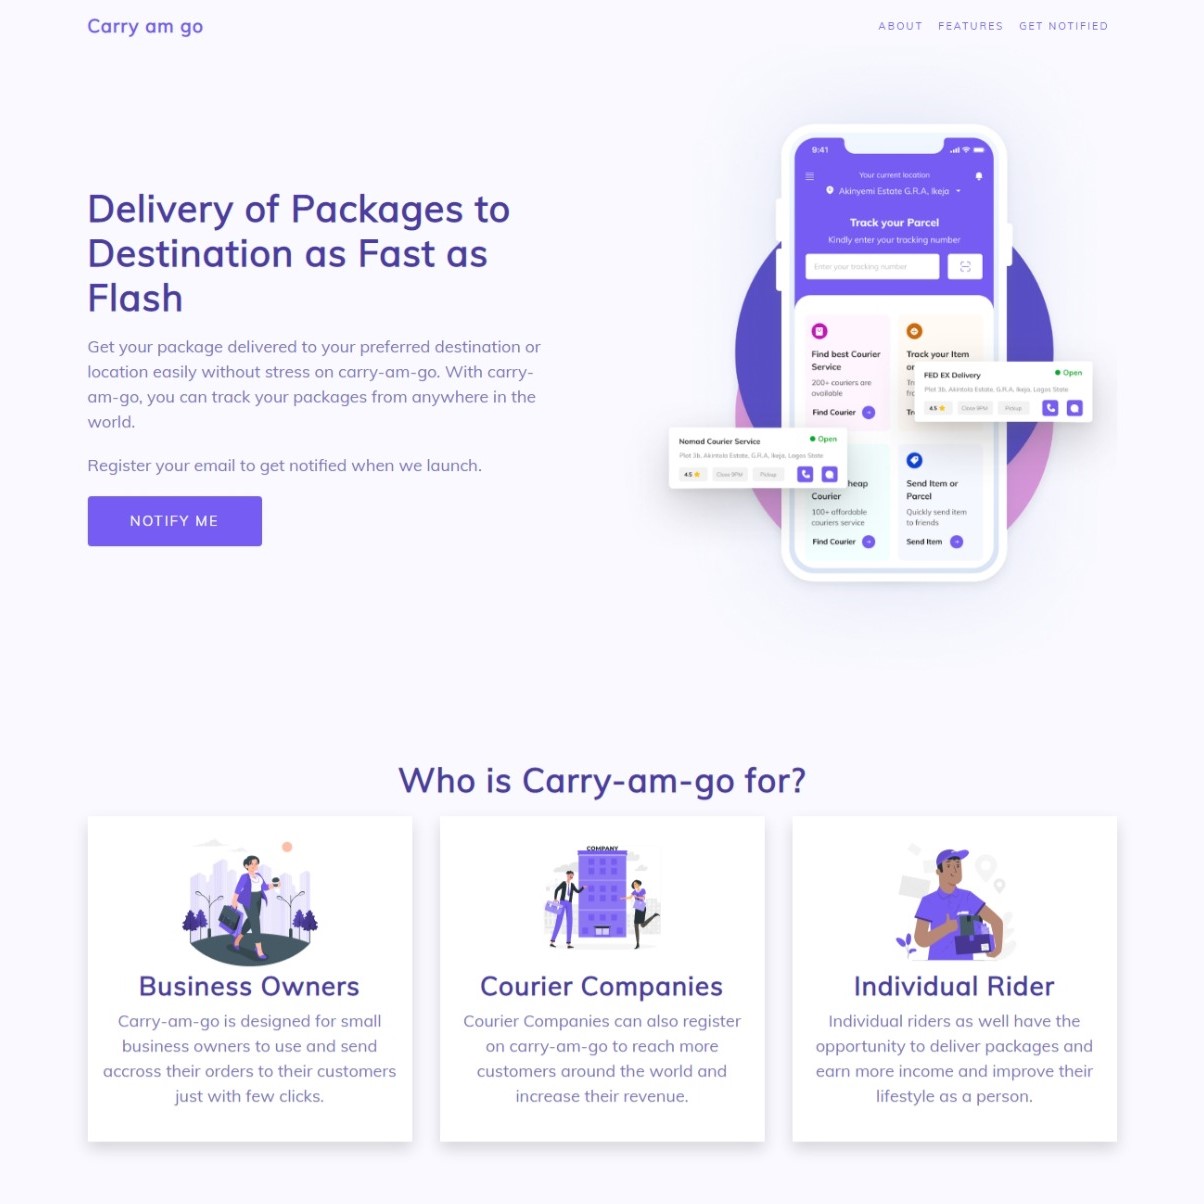 Carry am go
ABOUT FEATURES GET NOTIFIED
Delivery of Packages to
Destination as Fast as
Flash
Get your package delivered to your preferred destination or
location easily without stress on carry-am-go. With carry-
am-go, you can track your packages from anywhere in the
world.
Register your email to get notified when we launch.
NOTIFY ME
9:41
Your current location
Akinyemi Estate G.R.A, Ikeja
Track your Parcel
Kindly enter your tracking number
Enter your tracking number
Find best Courier
Service
200+ couriers are
available
Find Courier
Track your Item
or
FED EX Delivery
Open
Plot 3b, Akintola Estate, G.R.A, Ikeja, Lagos State
4.5
Close 9PM
Pickup
Nomad Courier Service
Open
Plot 3b, Akintola Estate, G.R.A, Ikeja, Lagos State
4.5
Close 9PM
Pickup
heap
Courier
100+ affordable
couriers service
Find Courier
Send Item or
Parcel
Quickly send item
to friends
Send Item
Who is Carry-am-go for?
COMPANY
Business Owners
Carry-am-go is designed for small
business owners to use and send
accross their orders to their customers
just with few clicks.
Courier Companies
Courier Companies can also register
on carry-am-go to reach more
customers around the world and
increase their revenue.
Individual Rider
Individual riders as well have the
opportunity to deliver packages and
earn more income and improve their
lifestyle as a person.